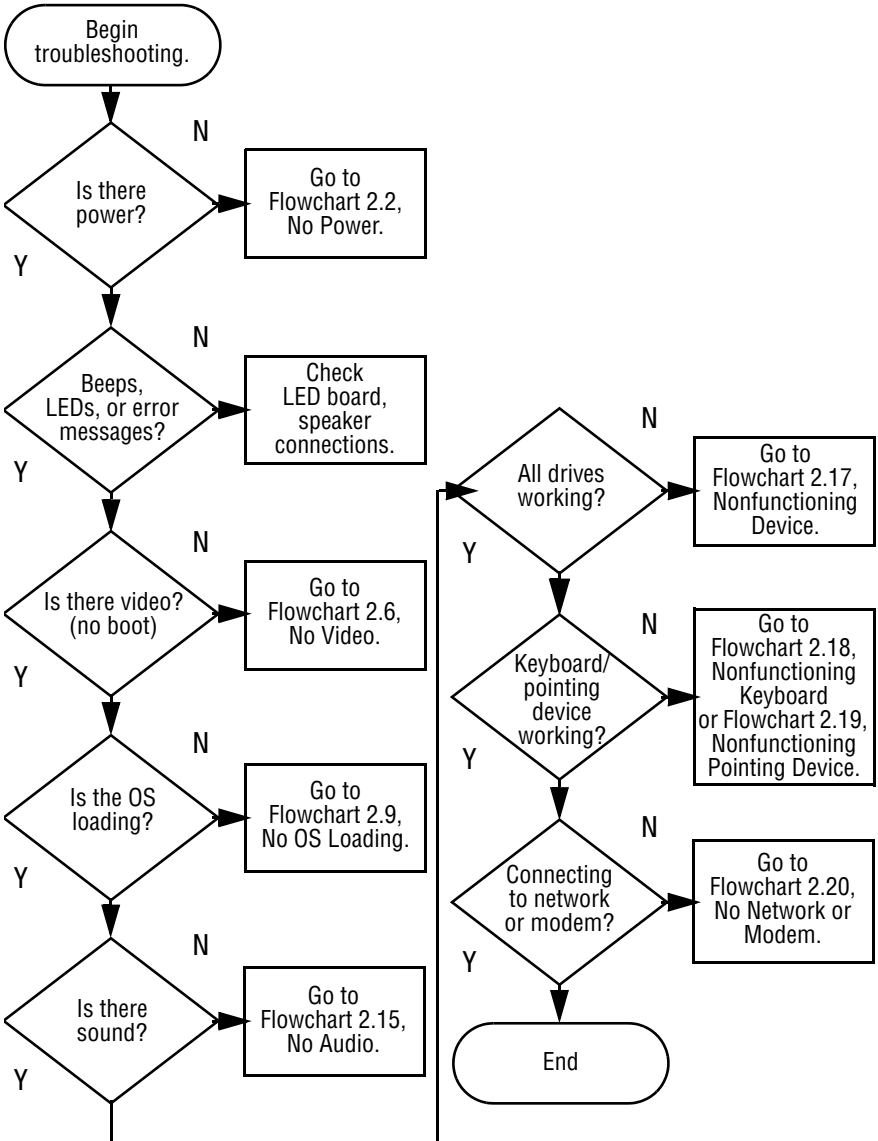 Begin
troubleshooting.
N
Is there
power?
Go to
Flowchart 2.2,
No Power.
Y
N
Beeps,
LEDs, or error
messages?
Check
LED board,
speaker
connections.
Y
N
Is there video?
(no boot)
Go to
Flowchart 2.6,
No Video.
Y
N
Is the OS
loading?
Go to
Flowchart 2.9,
No OS Loading.
Y
N
Is there
sound?
Go to
Flowchart 2.15,
No Audio.
Y
N
All drives
working?
Go to
Flowchart 2.17,
Nonfunctioning
Device.
Y
N
Keyboard/
pointing
device
working?
Go to
Flowchart 2.18,
Nonfunctioning
Keyboard
or Flowchart 2.19,
Nonfunctioning
Pointing Device.
Y
N
Connecting
to network
or modem?
Go to
Flowchart 2.20,
No Network or
Modem.
Y
End